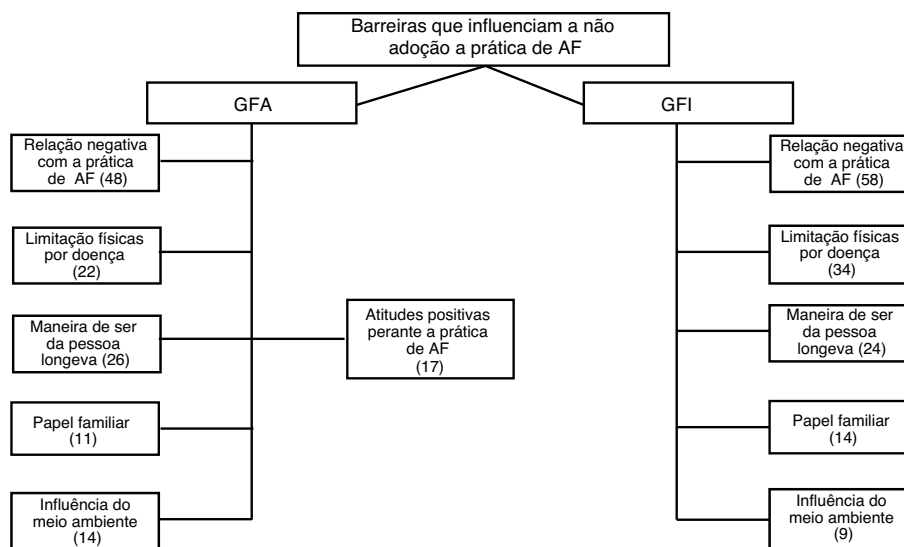 Barreiras que influenciam a não
adoção a prática de AF
GFA
GFI
Relação negativa
com a prática
de AF (48)
Limitação físicas
por doença
(22)
Maneira de ser
da pessoa
longeva (26)
Papel familiar
(11)
Influência do
meio ambiente
(14)
Atitudes positivas
perante a prática
de AF
(17)
Relação negativa
com a prática
de AF (58)
Limitação físicas
por doença
(34)
Maneira de ser
da pessoa
longeva (24)
Papel familiar
(14)
Influência do
meio ambiente
(9)